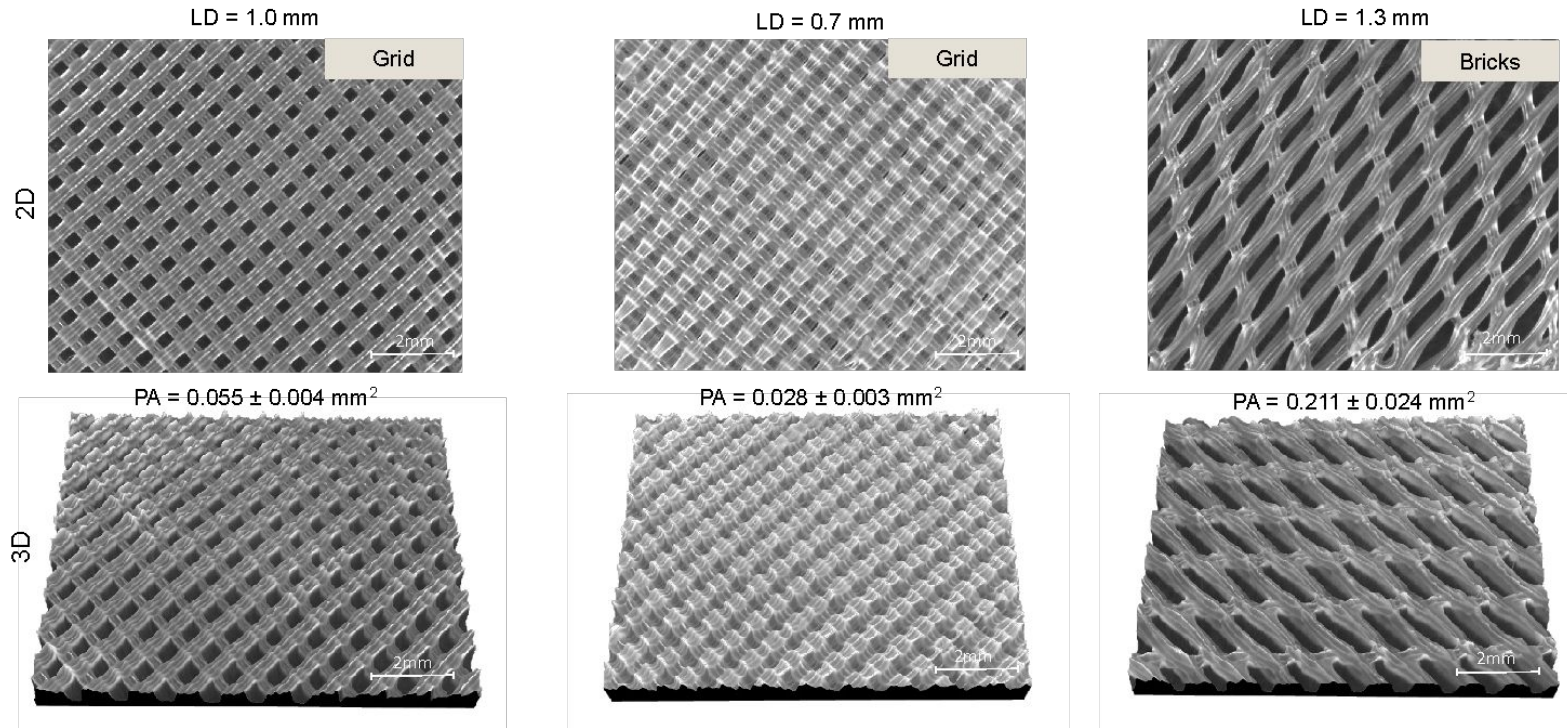 LD = 1.0 mm
LD = 0.7 mm
LD = 1.3 mm
Grid
Grid
Bricks
2D
2mm
2mm
2mm
PA = 0.055 ± 0.004 mm²
PA = 0.028 ± 0.003 mm²
PA = 0.211 ± 0.024 mm²
3D
2mm
2mm
2mm